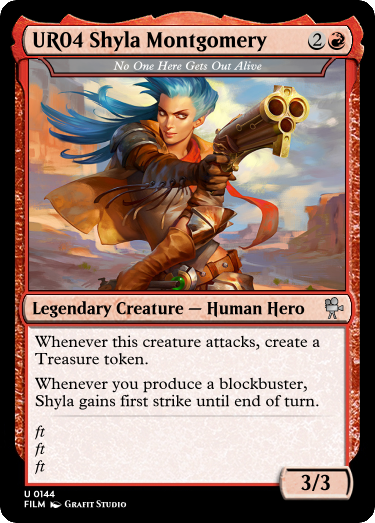 UR04 Shyla Montgomery 2
No One Here Gets Out Alive
Legendary Creature — Human Hero
Whenever this creature attacks, create a
Treasure token.
Whenever you produce a blockbuster,
Shyla gains first strike until end of turn.
ft
ft
ft
3/3
U 0144
FILM Grafit Studio